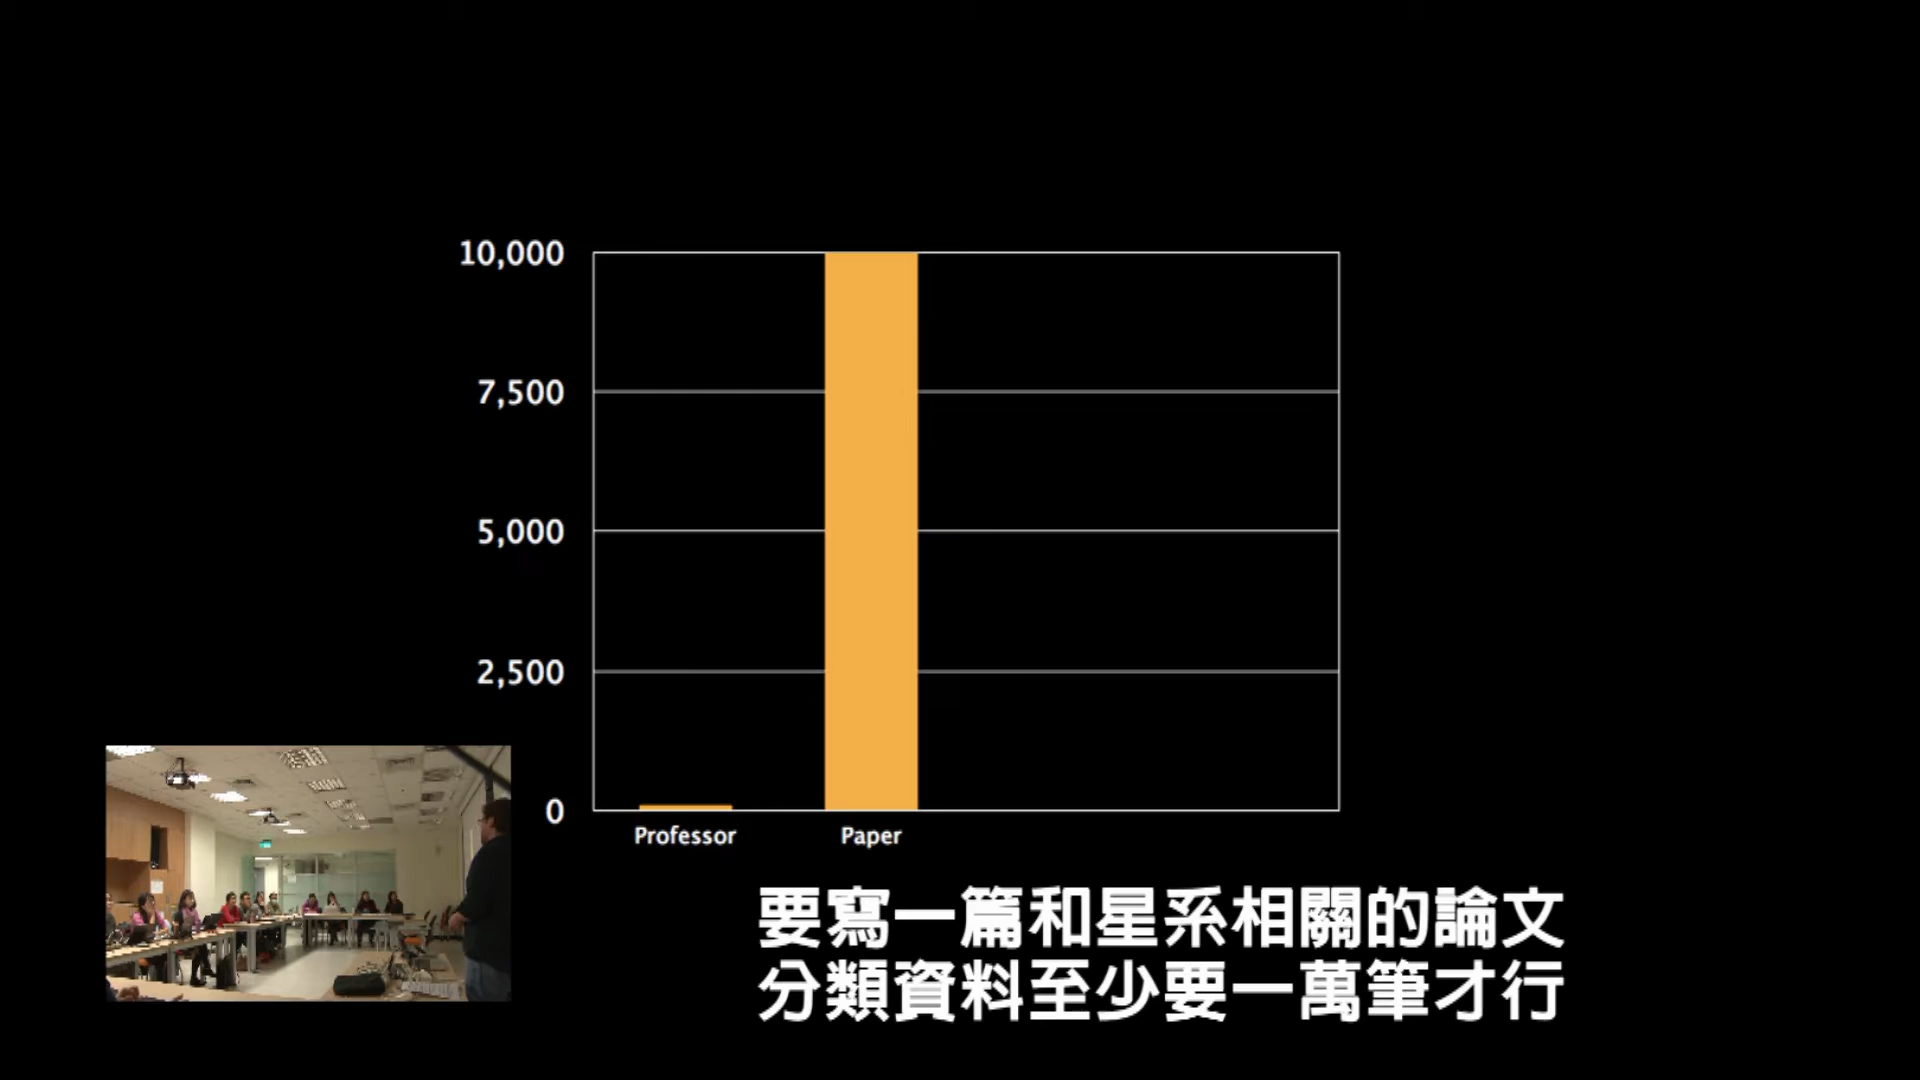 10,000
7,500
5,000
2,500
0
Professor
Paper
要寫一篇和星系相關的論文
分類資料至少要一萬筆才行